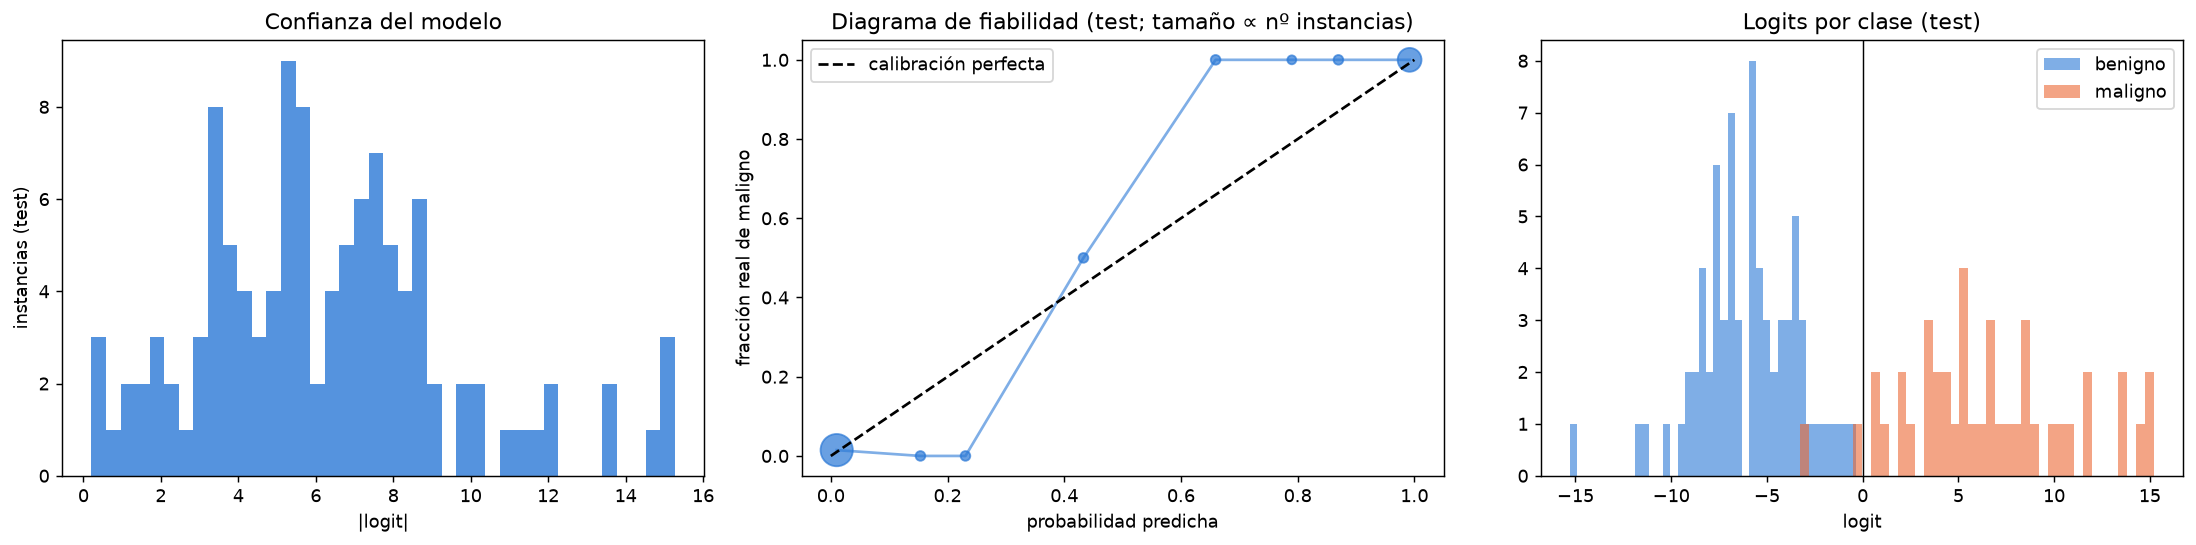 Confianza del modelo
instancias (test)
8
6
4
2
0
0 2 4 6 8 10 12 14 16
|logit|
Diagrama de fiabilidad (test; tamaño ∝ nº instancias)
calibración perfecta
fracción real de maligno
1.0
0.8
0.6
0.4
0.2
0.0
0.0 0.2 0.4 0.6 0.8 1.0
probabilidad predicha
Logits por clase (test)
benigno
maligno
8
7
6
5
4
3
2
1
0
−15 −10 −5 0 5 10 15
logit